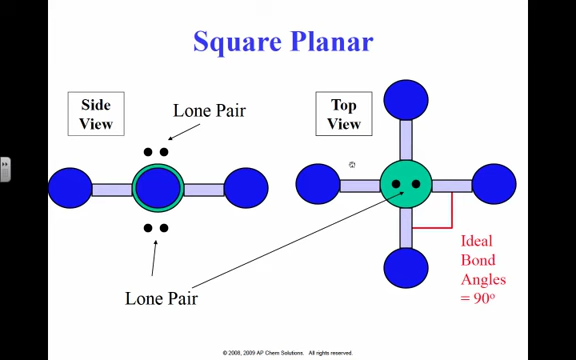 Square Planar
Side
View
Lone Pair
Top
View
Lone Pair
Ideal
Bond
Angles
= 90°
© 2008, 2009 AP Chem Solutions. All rights reserved.